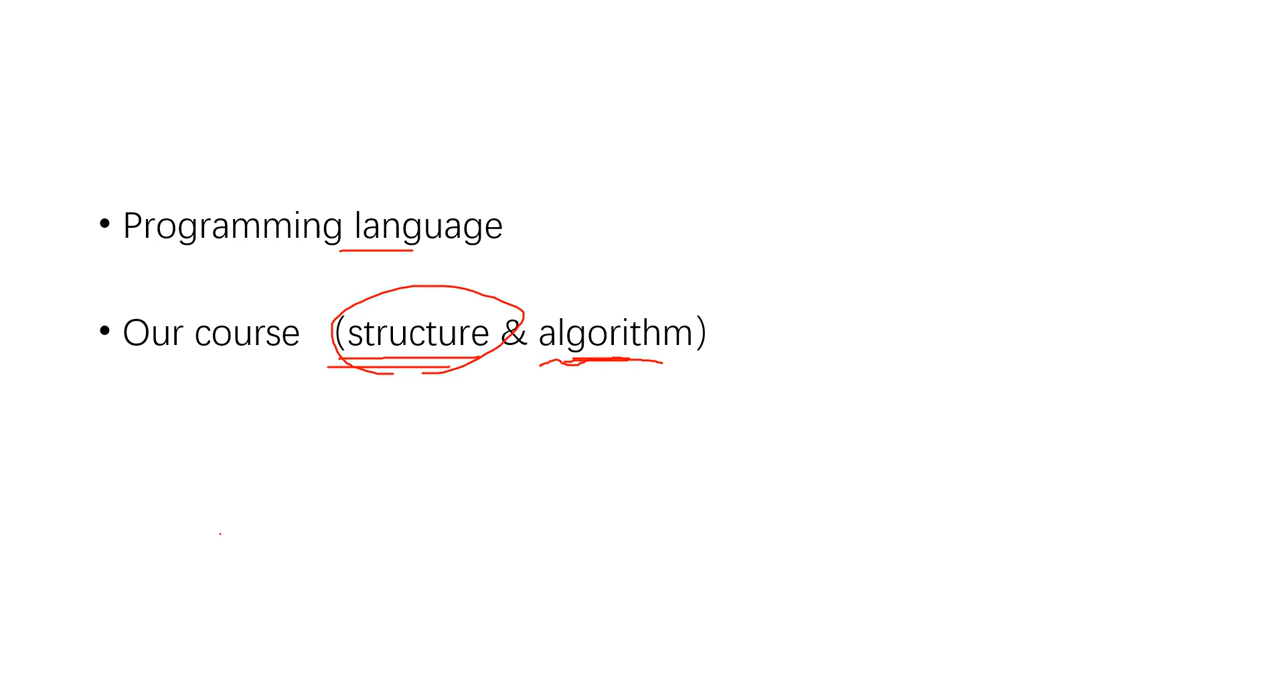 • Programming language
• Our course （structure & algorithm）